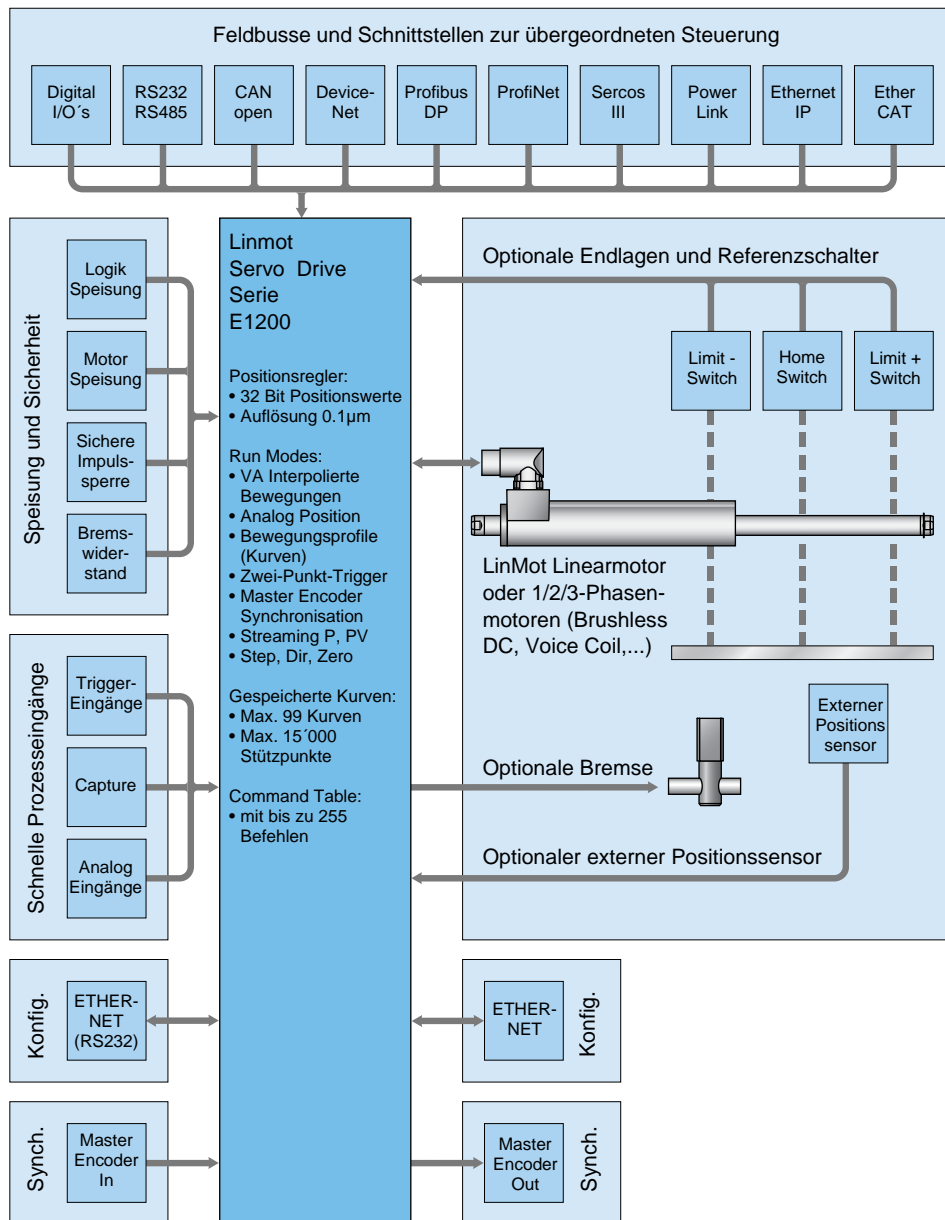 Feldbusse und Schnittstellen zur übergeordneten Steuerung
Digital
I/O´s
RS232
RS485
CAN
open
Device-
Net
Profibus
DP
ProfiNet
Sercos
III
Power
Link
Ethernet
IP
Ether
CAT
Speisung und Sicherheit
Logik
Speisung
Motor
Speisung
Sichere
Impuls-
sperre
Brems-
wider-
stand
Schnelle Prozesseingänge
Trigger-
Eingänge
Capture
Analog
Eingänge
Konfig.
ETHER-
NET
(RS232)
Synch.
Master
Encoder
In
Linmot
Servo Drive
Serie
E1200
Positionsregler:
• 32 Bit Positionswerte
• Auflösung 0.1µm
Run Modes:
• VA Interpolierte
Bewegungen
• Analog Position
• Bewegungsprofile
(Kurven)
• Zwei-Punkt-Trigger
• Master Encoder
Synchronisation
• Streaming P, PV
• Step, Dir, Zero
Gespeicherte Kurven:
• Max. 99 Kurven
• Max. 15´000
Stützpunkte
Command Table:
• mit bis zu 255
Befehlen
Optionale Endlagen und Referenzschalter
Limit -
Switch
Home
Switch
Limit +
Switch
LinMot Linearmotor
oder 1/2/3-Phasen-
motoren (Brushless
DC, Voice Coil,...)
Externer
Positions
sensor
Optionale Bremse
Optionaler externer Positionssensor
ETHER-
NET
Konfig.
Master
Encoder
Out
Synch.